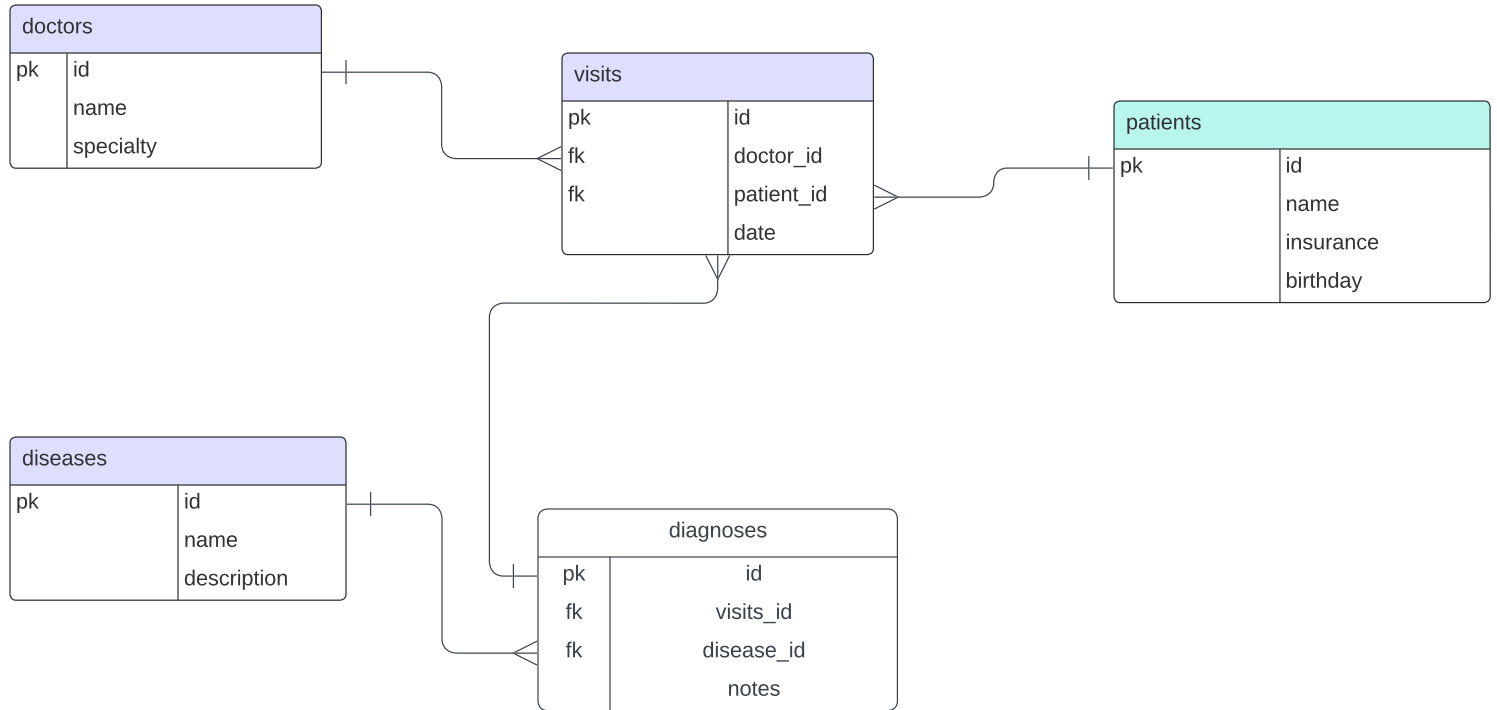 doctors
pk id
name
specialty
visits
pk id
fk doctor_id
fk patient_id
date
patients
pk id
name
insurance
birthday
diseases
pk id
name
description
diagnoses
pk id
fk visits_id
fk disease_id
notes